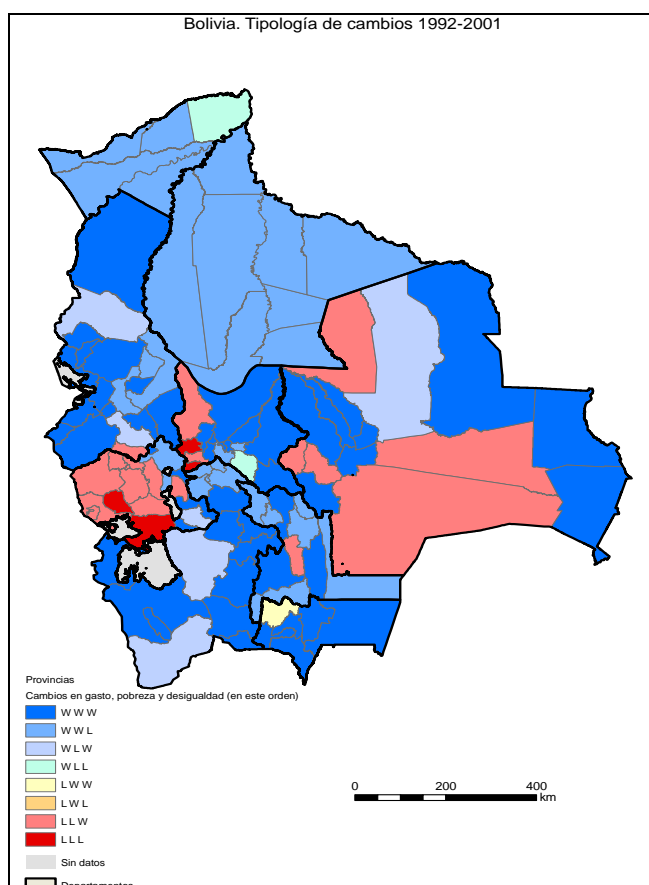 Bolivia. Tipología de cambios 1992-2001
Provincias
Cambios en gasto, pobreza y desigualdad (en este orden)
W W W
W W L
W L W
W L L
L W W
L W L
L L W
L L L
Sin datos
Departamentos
0 200 400
km